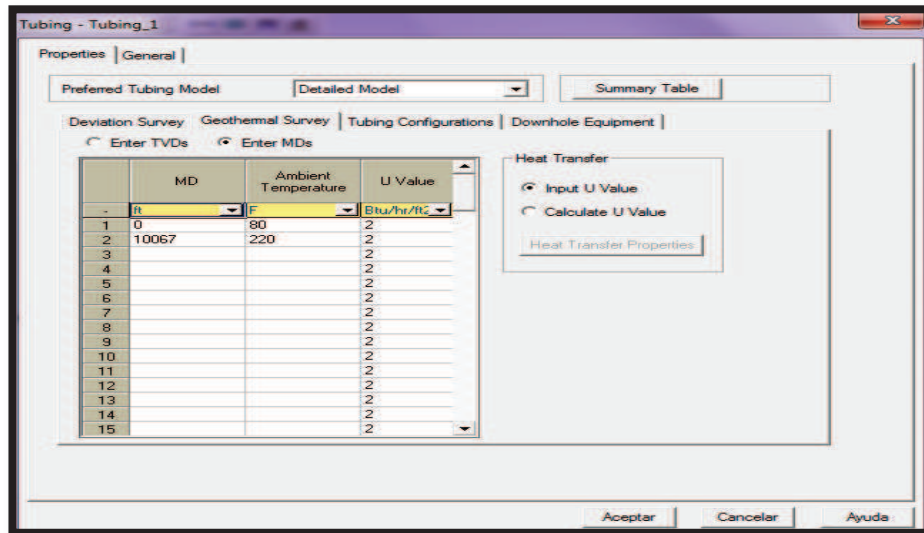 Tubing - Tubing_1
Properties General
Preferred Tubing Model Detailed Model Summary Table
Deviation Survey Geothermal Survey Tubing Configurations Downhole Equipment
Enter TVDs Enter MDs
Heat Transfer
MD Ambient Temperature U Value
Input U Value
Calculate U Value
Heat Transfer Properties
- ft F Btu/hr/ft2
1 0 80 2
2 10067 220 2
3 2
4 2
5 2
6 2
7 2
8 2
9 2
10 2
11 2
12 2
13 2
14 2
15 2
Aceptar Cancelar Ayuda